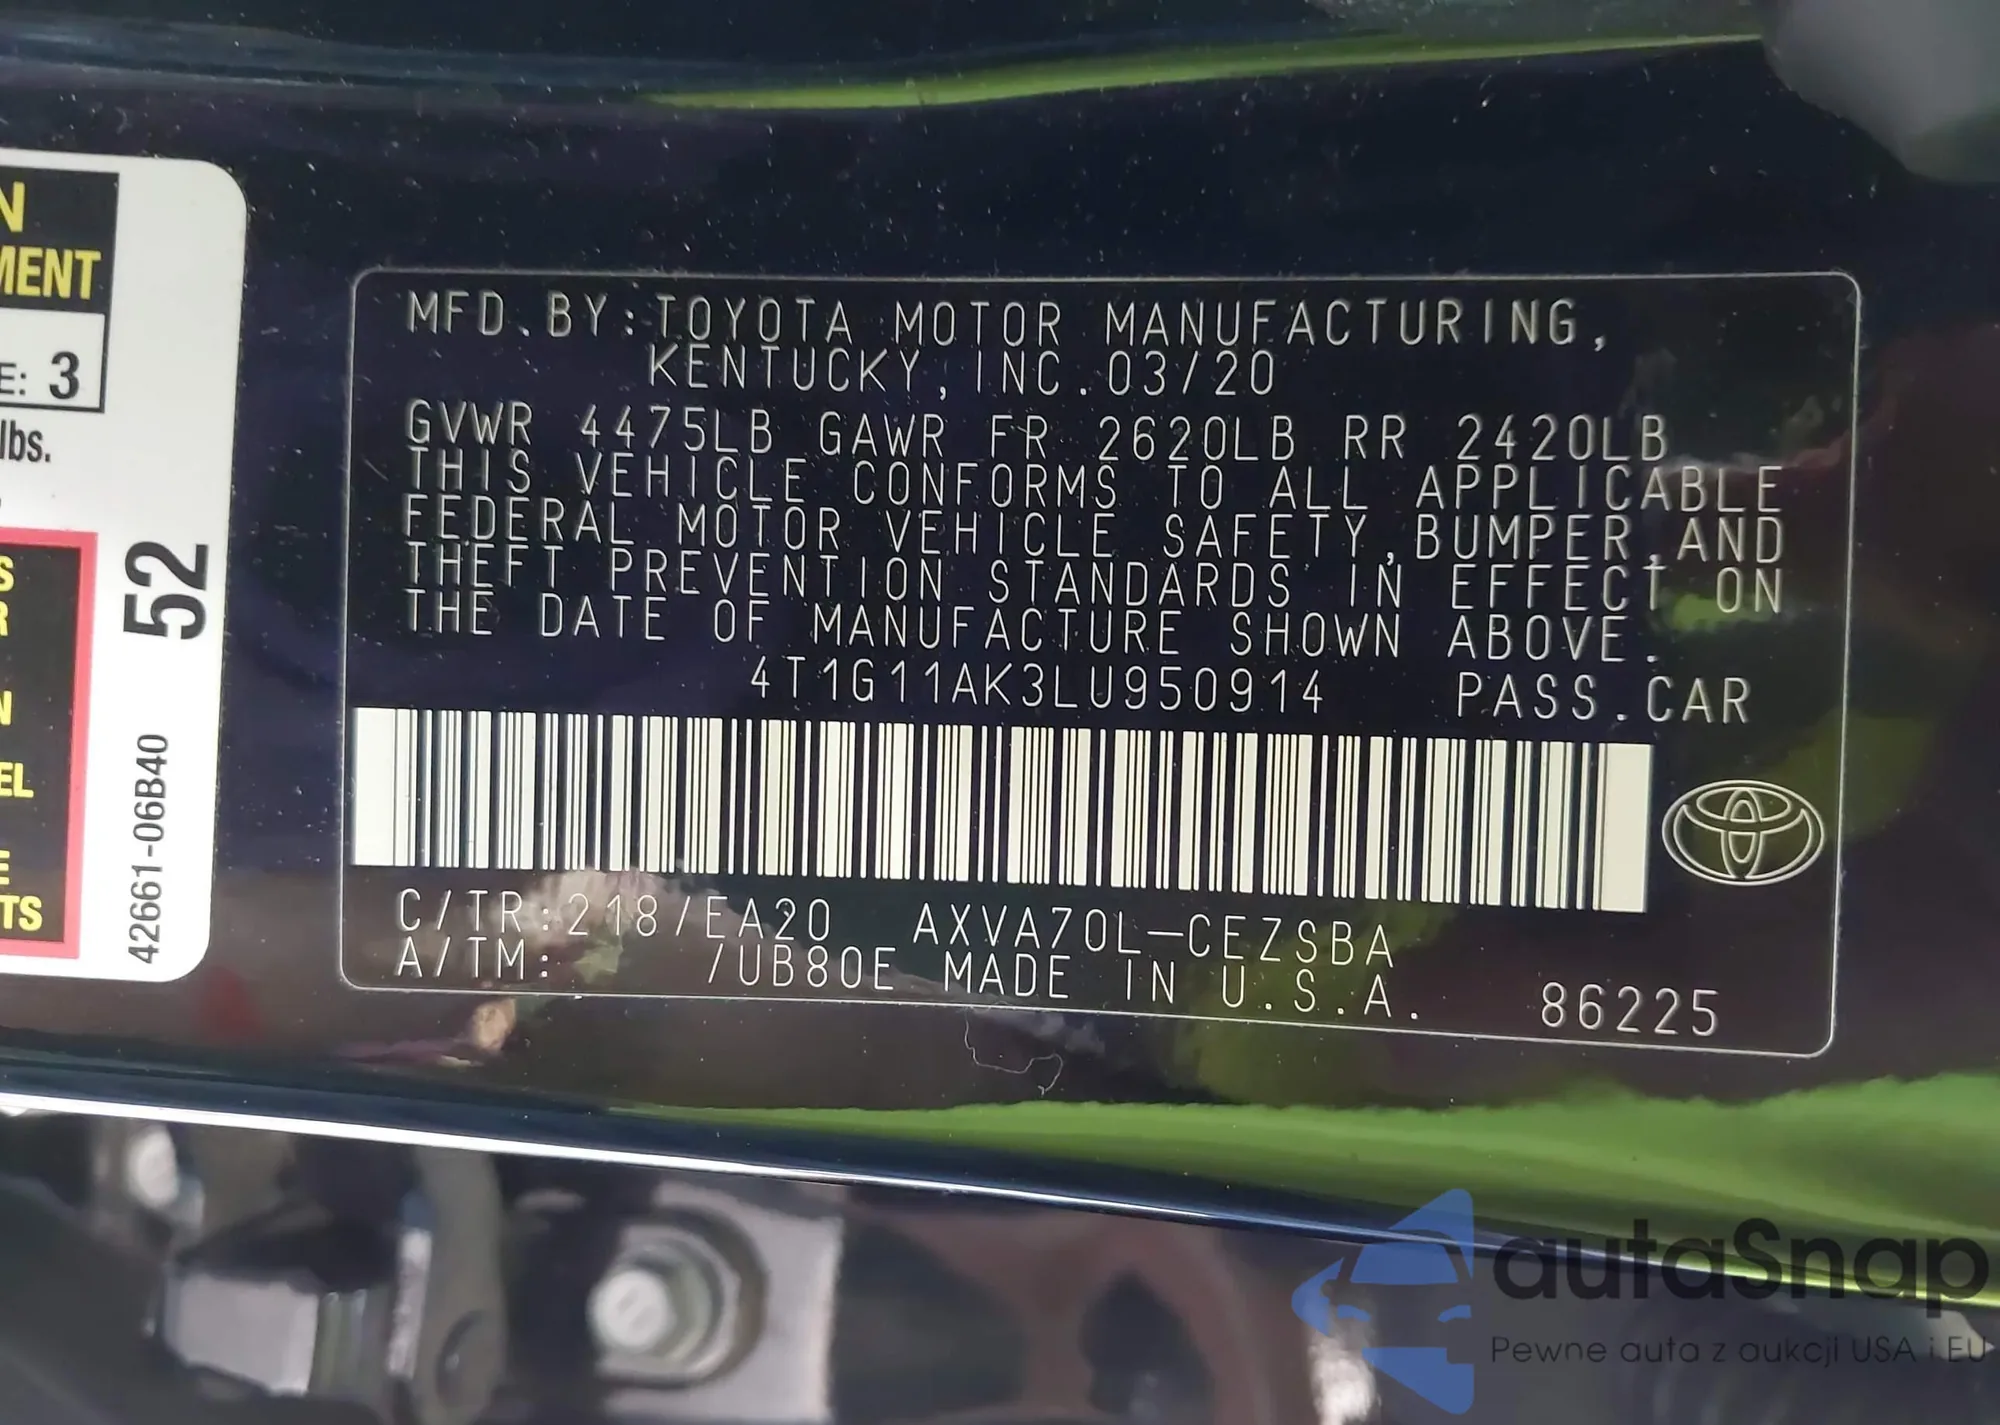 N
MENT
E: 3
lbs.
S
R
N
EL
E
TS
52
42661-06B40
MFD.BY:TOYOTA MOTOR MANUFACTURING,
KENTUCKY,INC.03/20
GVWR 4475LB GAWR FR 2620LB RR 2420LB
THIS VEHICLE CONFORMS TO ALL APPLICABLE
FEDERAL MOTOR VEHICLE SAFETY,BUMPER,AND
THEFT PREVENTION STANDARDS IN EFFECT ON
THE DATE OF MANUFACTURE SHOWN ABOVE.
4T1G11AK3LU950914 PASS.CAR
C/TR:218/EA20 AXVA70L-CEZSBA
A/TM: /UB80E MADE IN U.S.A. 86225
autaSnap
Pewne auta z aukcji USA i EU